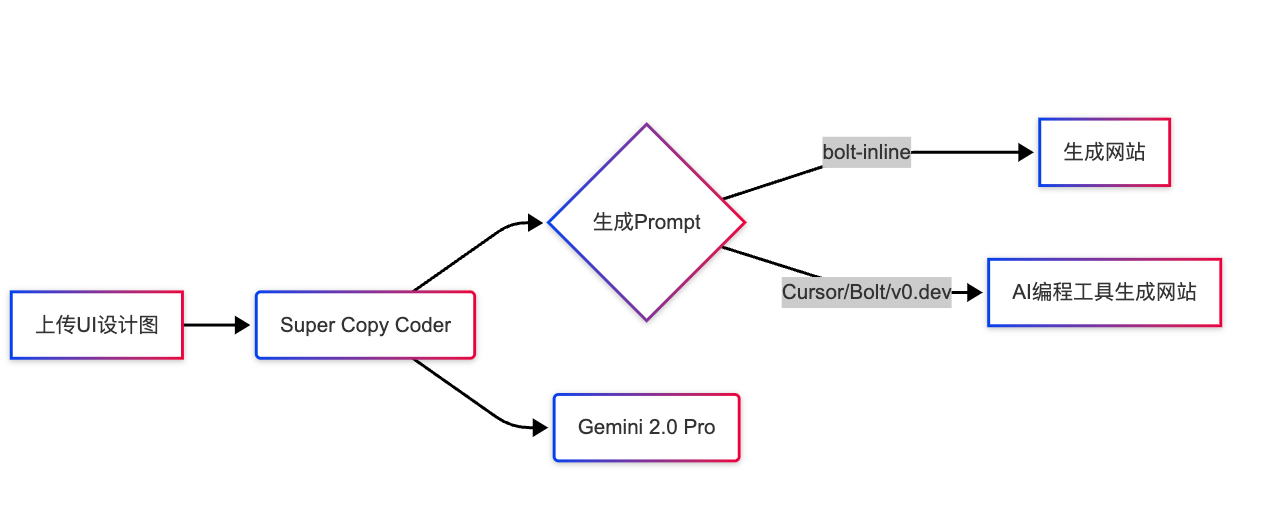 上传UI设计图
Super Copy Coder
生成Prompt
bolt-inline
生成网站
Cursor/Bolt/v0.dev
AI编程工具生成网站
Gemini 2.0 Pro